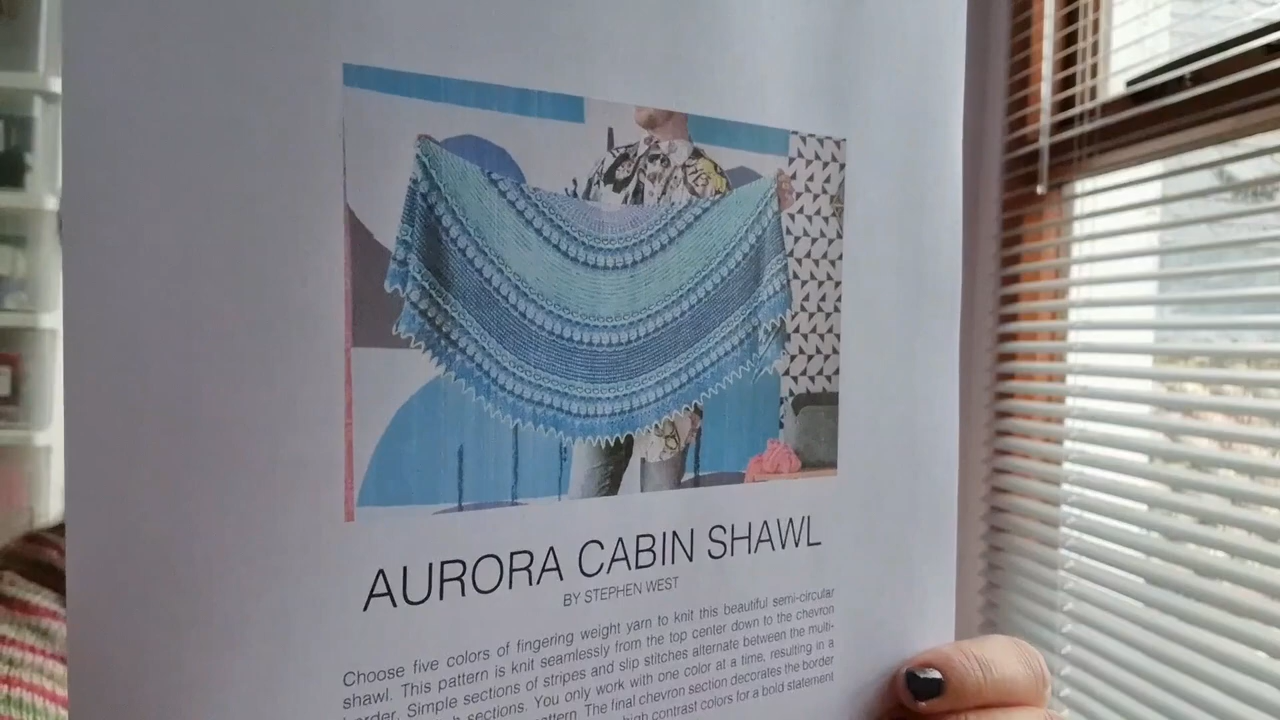 AURORA CABIN SHAWL
BY STEPHEN WEST
Choose five colors of fingering weight yarn to knit this beautiful semi-circular
shawl. This pattern is knit seamlessly from the top center down to the chevron
border. Simple sections of stripes and slip stitches alternate between the multi-
sections. You only work with one color at a time, resulting in a
The final chevron section decorates the border
high contrast colors for a bold statement